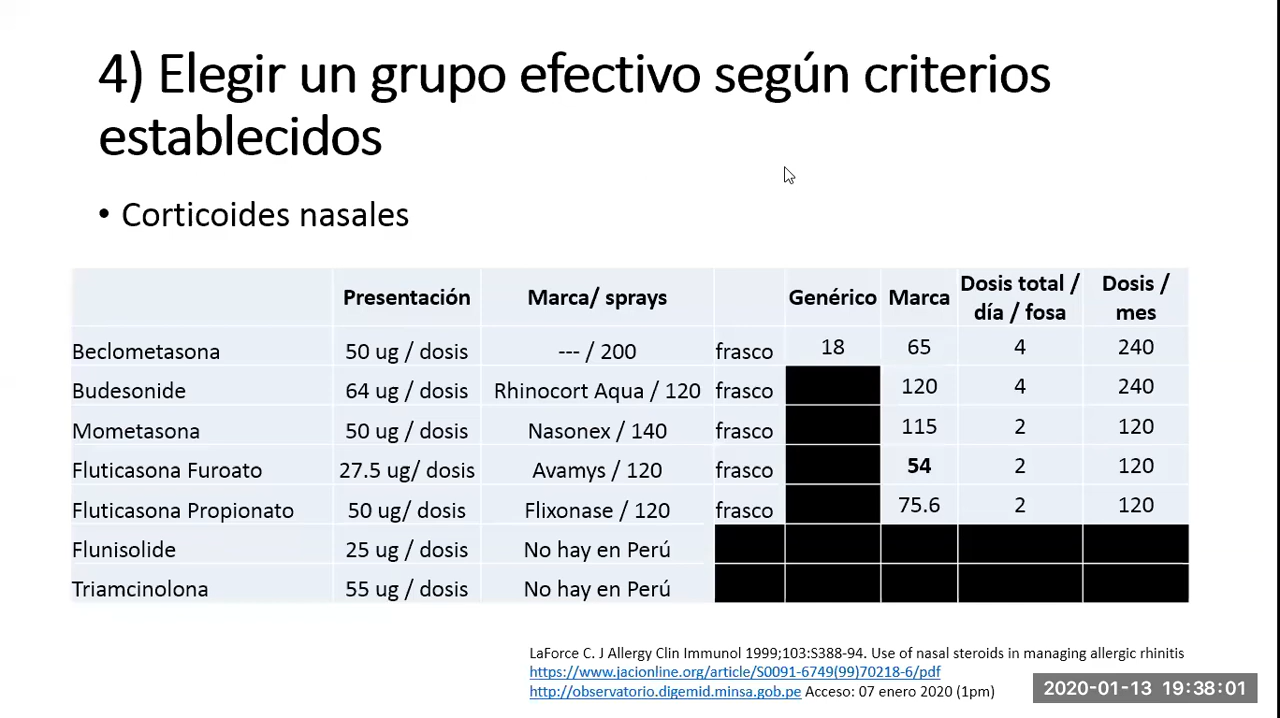 4) Elegir un grupo efectivo según criterios
establecidos
• Corticoides nasales
Presentación Marca/ sprays Genérico Marca Dosis total / día / fosa Dosis / mes
Beclometasona 50 ug / dosis --- / 200 frasco 18 65 4 240
Budesonide 64 ug / dosis Rhinocort Aqua / 120 frasco 120 4 240
Mometasona 50 ug / dosis Nasonex / 140 frasco 115 2 120
Fluticasona Furoato 27.5 ug/ dosis Avamys / 120 frasco 54 2 120
Fluticasona Propionato 50 ug/ dosis Flixonase / 120 frasco 75.6 2 120
Flunisolide 25 ug / dosis No hay en Perú
Triamcinolona 55 ug / dosis No hay en Perú
LaForce C. J Allergy Clin Immunol 1999;103:S388-94. Use of nasal steroids in managing allergic rhinitis
https://www.jacionline.org/article/S0091-6749(99)70218-6/pdf
http://observatorio.digemid.minsa.gob.pe Acceso: 07 enero 2020 (1pm)
2020-01-13 19:38:01